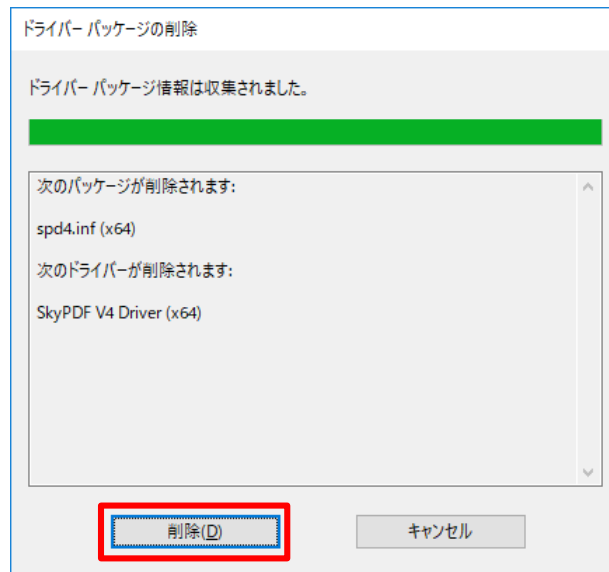 ドライバー パッケージの削除
ドライバー パッケージ情報は収集されました。
次のパッケージが削除されます:
spd4.inf (x64)
次のドライバーが削除されます:
SkyPDF V4 Driver (x64)
削除(D)
キャンセル